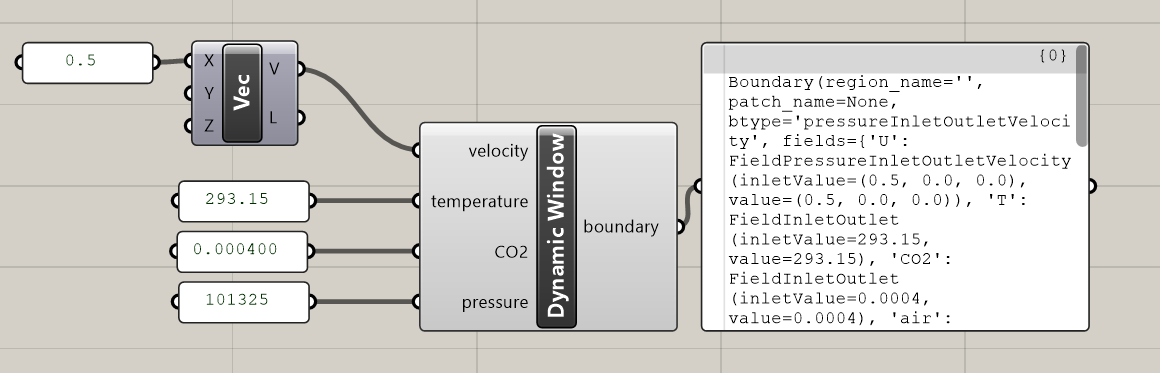 0.5
X
Y
Z
Vec
V
L
293.15
0.000400
101325
velocity
temperature
CO2
pressure
Dynamic Window
boundary
{0}
Boundary(region_name='',
patch_name=None,
btype='pressureInletOutletVeloci
ty', fields={'U':
FieldPressureInletOutletVelocity
(inletValue=(0.5, 0.0, 0.0),
value=(0.5, 0.0, 0.0)), 'T':
FieldInletOutlet
(inletValue=293.15,
value=293.15), 'CO2':
FieldInletOutlet
(inletValue=0.0004,
value=0.0004), 'air':